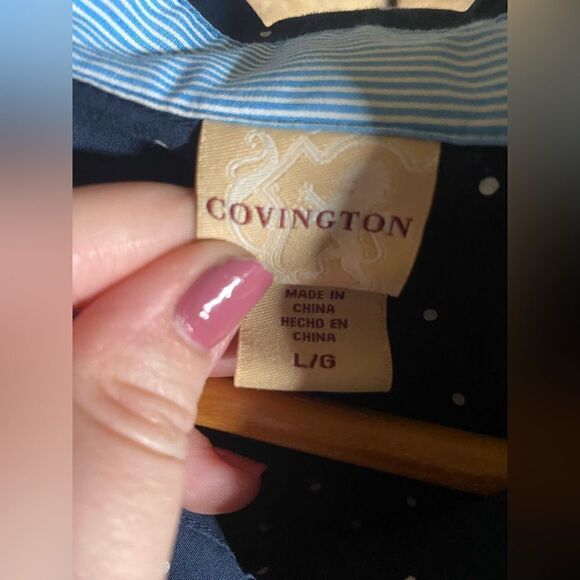 COVINGTON
MADE IN
CHINA
HECHO EN
CHINA
L/G